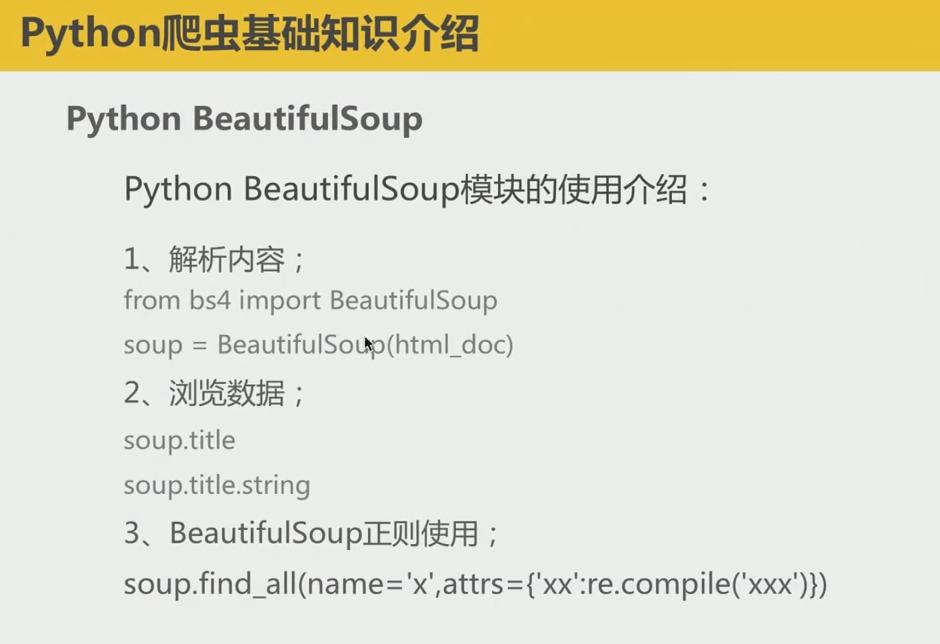 Python爬虫基础知识介绍
Python BeautifulSoup
Python BeautifulSoup模块的使用介绍：
1、解析内容；
from bs4 import BeautifulSoup
soup = BeautifulSoup(html_doc)
2、浏览数据；
soup.title
soup.title.string
3、BeautifulSoup正则使用；
soup.find_all(name='x',attrs={'xx':re.compile('xxx')})